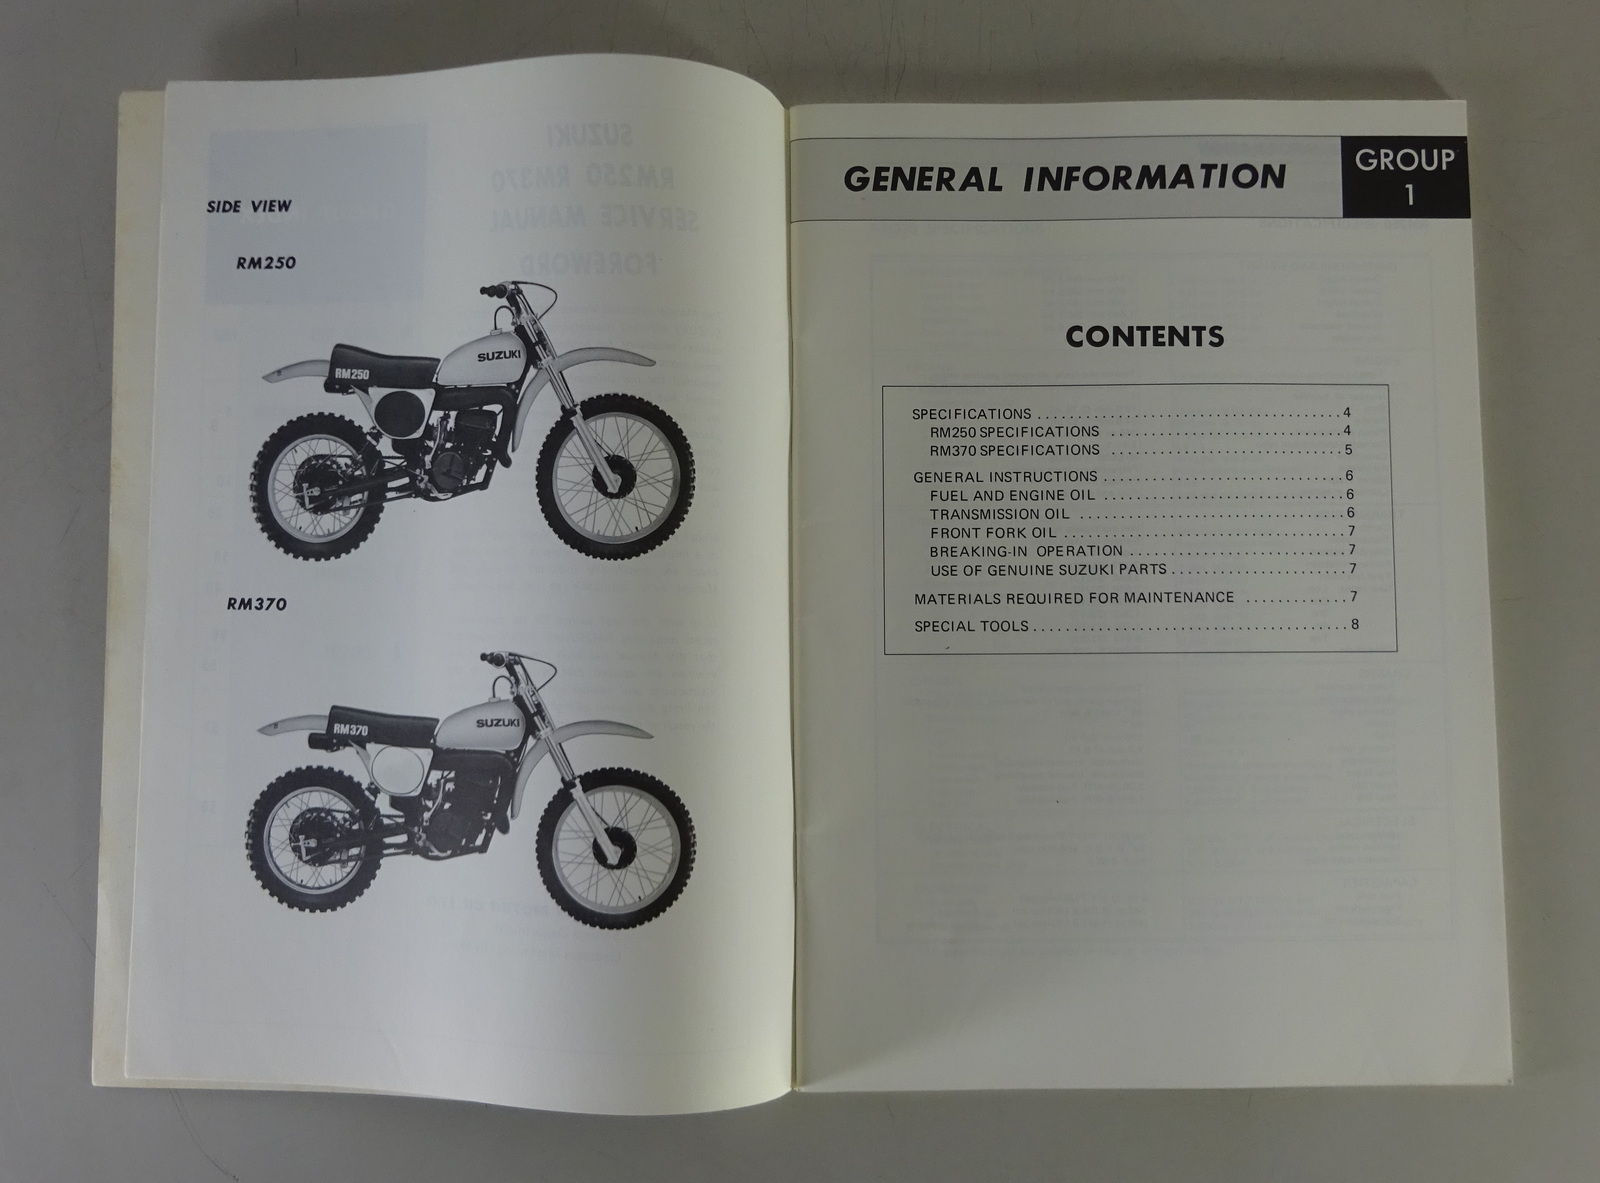 SIDE VIEW
RM250
SUZUKI
RM250
RM370
SUZUKI
RM370
GENERAL INFORMATION
GROUP
1
CONTENTS
SPECIFICATIONS . . . . . . . . . . . . . . . . . . . . . . . . . . . . . . . . . . . . . . 4
RM250 SPECIFICATIONS . . . . . . . . . . . . . . . . . . . . . . . . . . . . . 4
RM370 SPECIFICATIONS . . . . . . . . . . . . . . . . . . . . . . . . . . . . . 5
GENERAL INSTRUCTIONS . . . . . . . . . . . . . . . . . . . . . . . . . . . . . . 6
FUEL AND ENGINE OIL . . . . . . . . . . . . . . . . . . . . . . . . . . . . . . 6
TRANSMISSION OIL . . . . . . . . . . . . . . . . . . . . . . . . . . . . . . . . . 6
FRONT FORK OIL . . . . . . . . . . . . . . . . . . . . . . . . . . . . . . . . . . . 7
BREAKING-IN OPERATION . . . . . . . . . . . . . . . . . . . . . . . . . . . 7
USE OF GENUINE SUZUKI PARTS . . . . . . . . . . . . . . . . . . . . . . 7
MATERIALS REQUIRED FOR MAINTENANCE . . . . . . . . . . . . . 7
SPECIAL TOOLS . . . . . . . . . . . . . . . . . . . . . . . . . . . . . . . . . . . . . . . 8